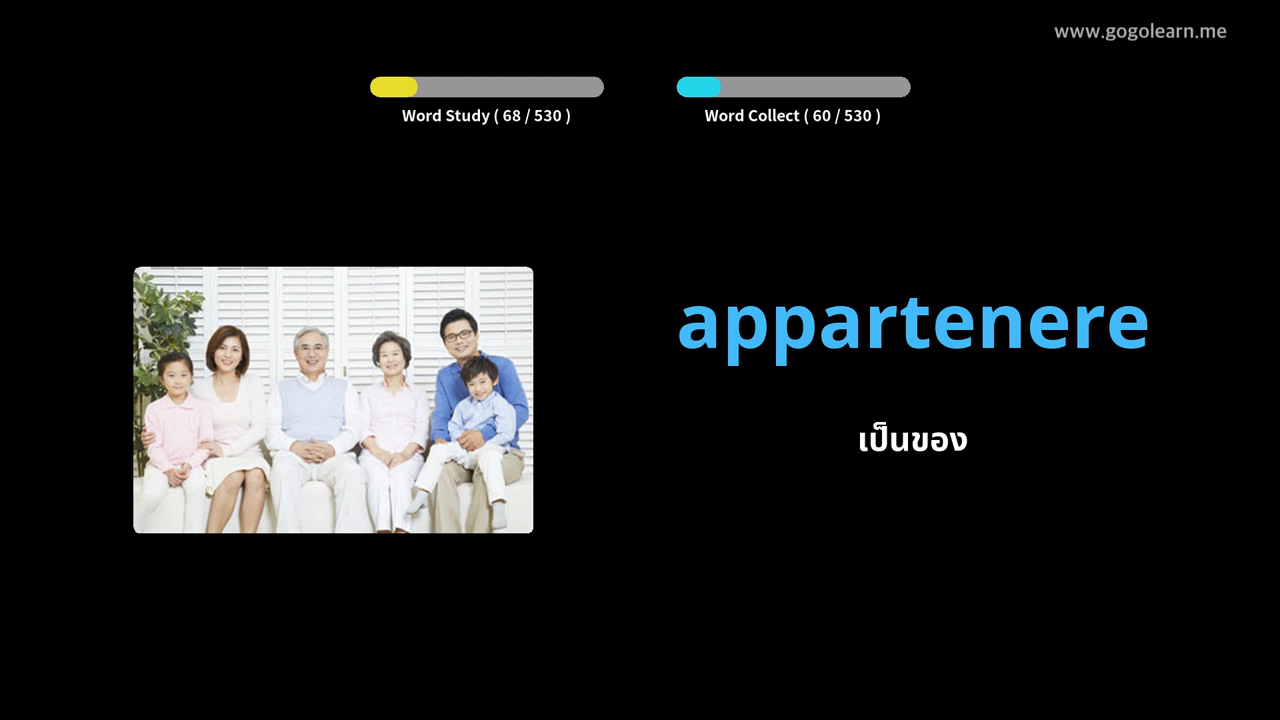 www.gogolearn.me
Word Study ( 68 / 530 )
Word Collect ( 60 / 530 )
appartenere
เป็นของ